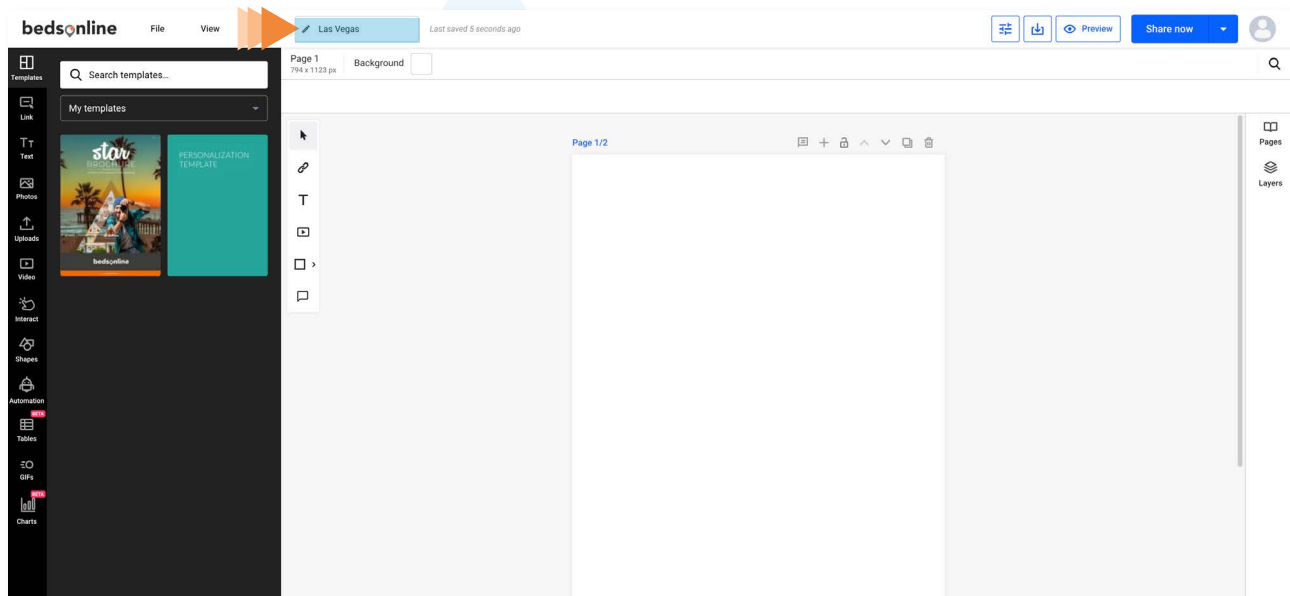 bedsonline
File
View
Las Vegas
Last saved 5 seconds ago
Preview
Share now
Templates
Link
Text
Photos
Uploads
Video
Interact
Shapes
Automation
BETA
Tables
GIFs
BETA
Charts
Search templates...
My templates
star
BROCHURE
bedsonline
PERSONALIZATION
TEMPLATE
Page 1
794 x 1123 px
Background
T
Page 1/2
Pages
Layers